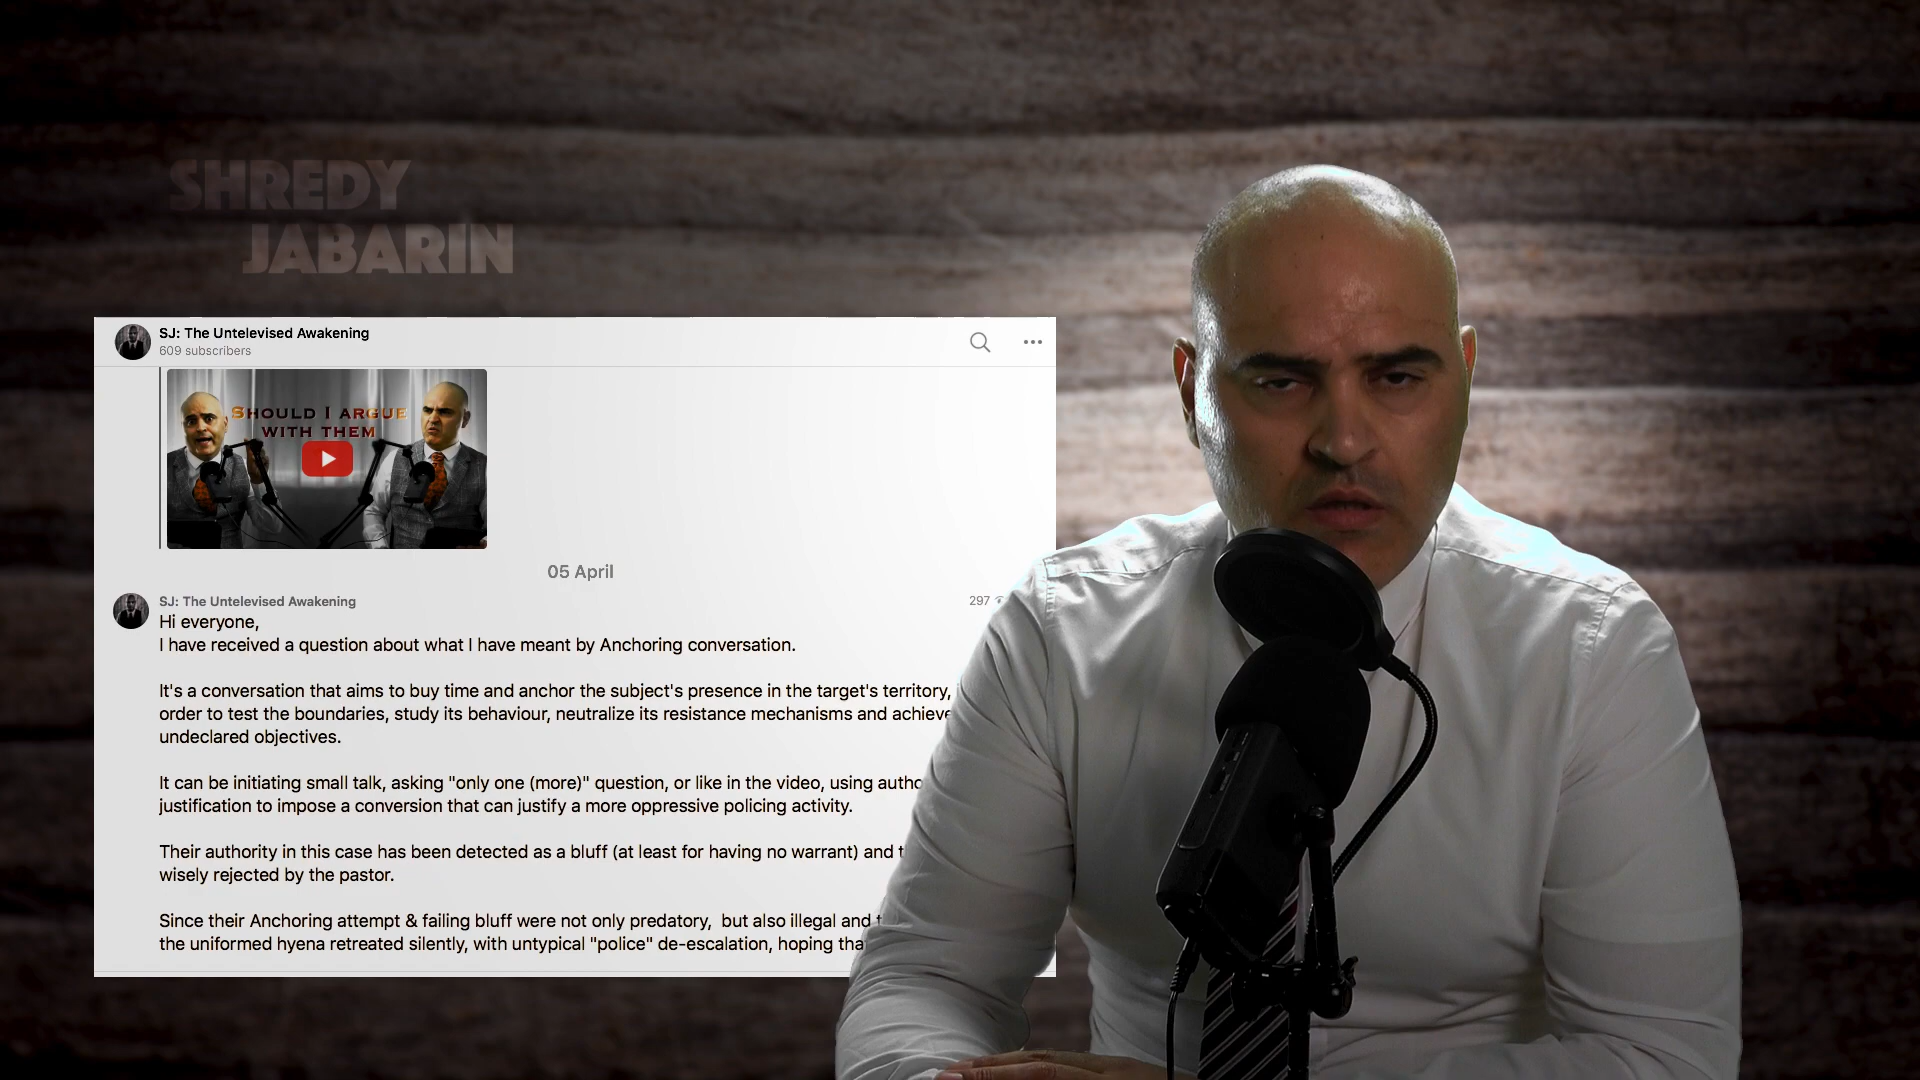 SHREDY
JABARIN
SJ: The Untelevised Awakening
609 subscribers
SHOULD I ARGUE
WITH THEM
05 April
SJ: The Untelevised Awakening
297
Hi everyone,
I have received a question about what I have meant by Anchoring conversation.
It's a conversation that aims to buy time and anchor the subject's presence in the target's territory,
order to test the boundaries, study its behaviour, neutralize its resistance mechanisms and achieve
undeclared objectives.
It can be initiating small talk, asking "only one (more)" question, or like in the video, using
justification to impose a conversion that can justify a more oppressive policing activity.
Their authority in this case has been detected as a bluff (at least for having no warrant) and
wisely rejected by the pastor.
Since their Anchoring attempt & failing bluff were not only predatory, but also illegal and
the uniformed hyena retreated silently, with untypical "police" de-escalation, hoping